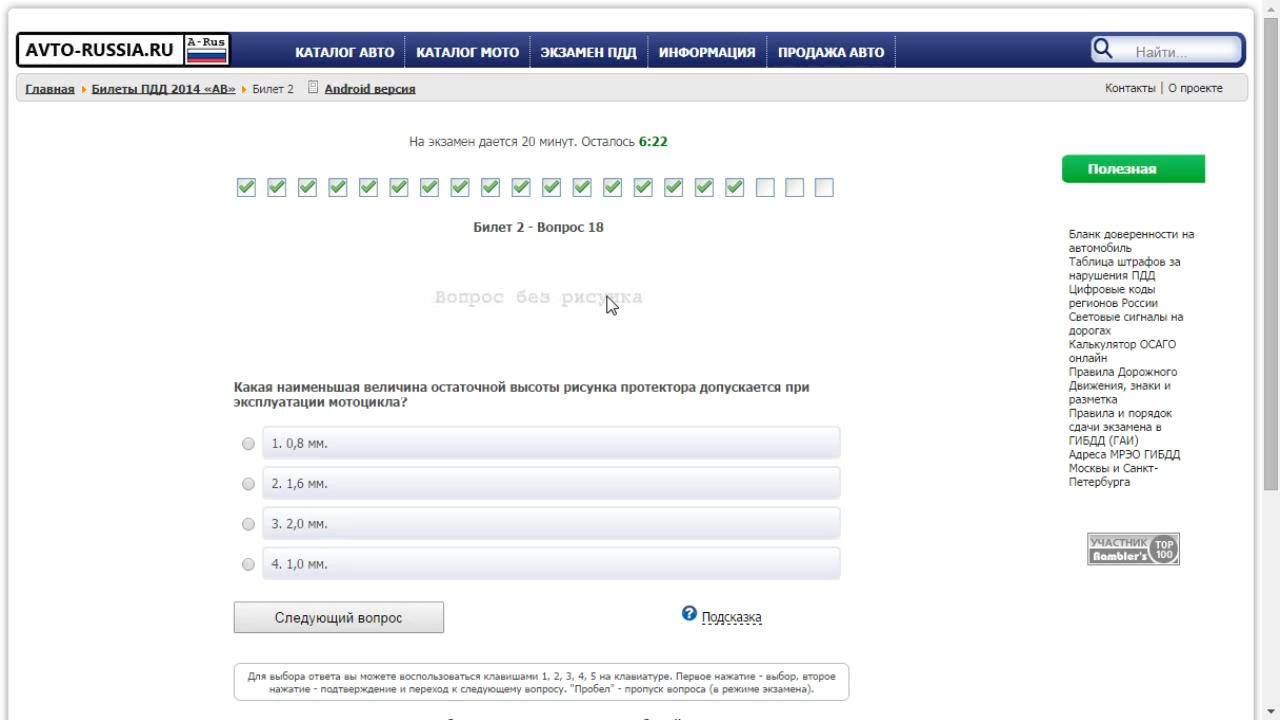 AVTO-RUSSIA.RU
A-Rus
КАТАЛОГ АВТО
КАТАЛОГ МОТО
ЭКЗАМЕН ПДД
ИНФОРМАЦИЯ
ПРОДАЖА АВТО
Найти...
Главная
Билеты ПДД 2014 «АВ»
Билет 2
Android версия
Контакты | О проекте
На экзамен дается 20 минут. Осталось 6:22
Билет 2 - Вопрос 18
Вопрос без рисунка
Какая наименьшая величина остаточной высоты рисунка протектора допускается при
эксплуатации мотоцикла?
1. 0,8 мм.
2. 1,6 мм.
3. 2,0 мм.
4. 1,0 мм.
Следующий вопрос
Подсказка
Для выбора ответа вы можете воспользоваться клавишами 1, 2, 3, 4, 5 на клавиатуре. Первое нажатие - выбор, второе
нажатие - подтверждение и переход к следующему вопросу. "Пробел" - пропуск вопроса (в режиме экзамена).
Полезная
Бланк доверенности на
автомобиль
Таблица штрафов за
нарушения ПДД
Цифровые коды
регионов России
Световые сигналы на
дорогах
Калькулятор ОСАГО
онлайн
Правила Дорожного
Движения, знаки и
разметка
Правила и порядок
сдачи экзамена в
ГИБДД (ГАИ)
Адреса МРЭО ГИБДД
Москвы и Санкт-
Петербурга
УЧАСТНИК
Rambler's
TOP
100